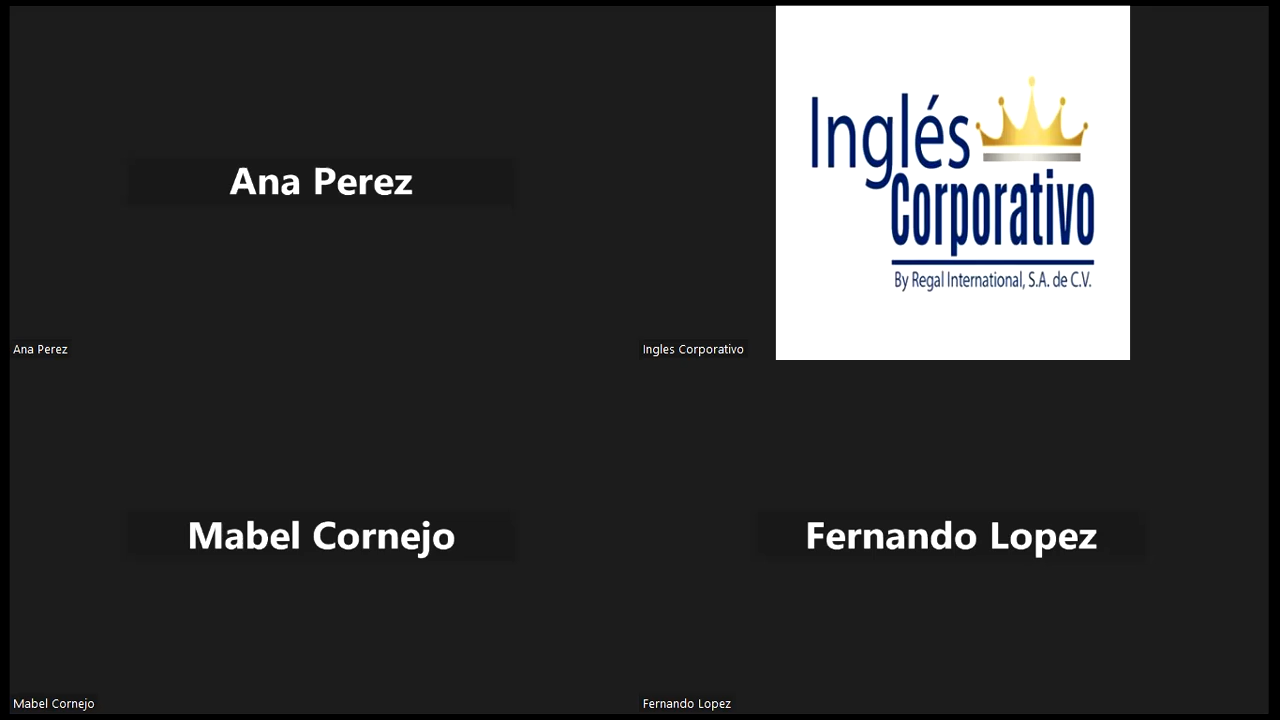 Ana Perez
Ana Perez
Inglés
Corporativo
By Regal International, S.A. de C.V.
Ingles Corporativo
Mabel Cornejo
Mabel Cornejo
Fernando Lopez
Fernando Lopez